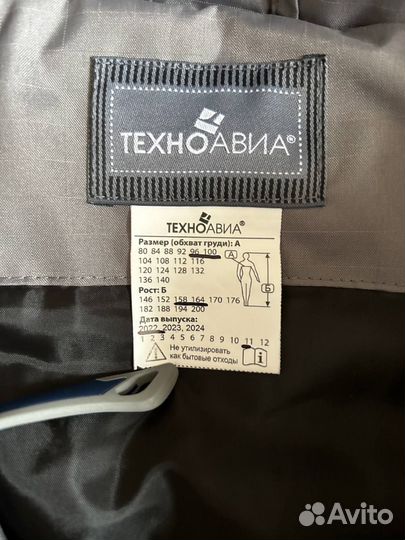 ТЕХНОАВИА®
ТЕХНОАВИА®
Размер (обхват груди): А
80 84 88 92 96 100
104 108 112 116
120 124 128 132
136 140
Рост: Б
146 152 158 164 170 176
182 188 194 200
Дата выпуска:
2022, 2023, 2024
1 2 3 4 5 6 7 8 9 10 11 12
Не утилизировать
как бытовые отходы
А
Б
Avito